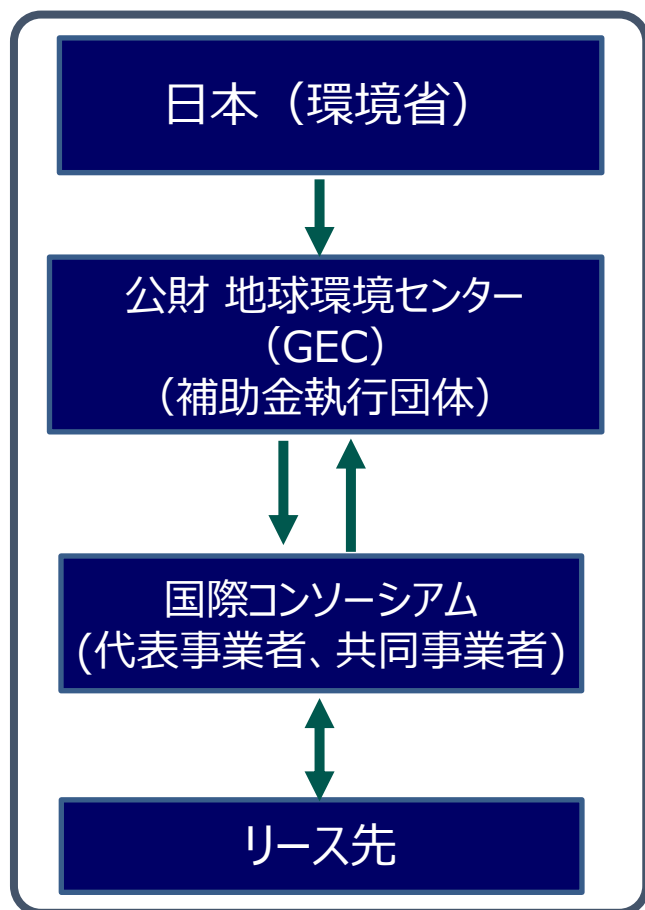 日本（環境省）
公財 地球環境センター
（GEC）
（補助金執行団体）
国際コンソーシアム
(代表事業者、共同事業者)
リース先